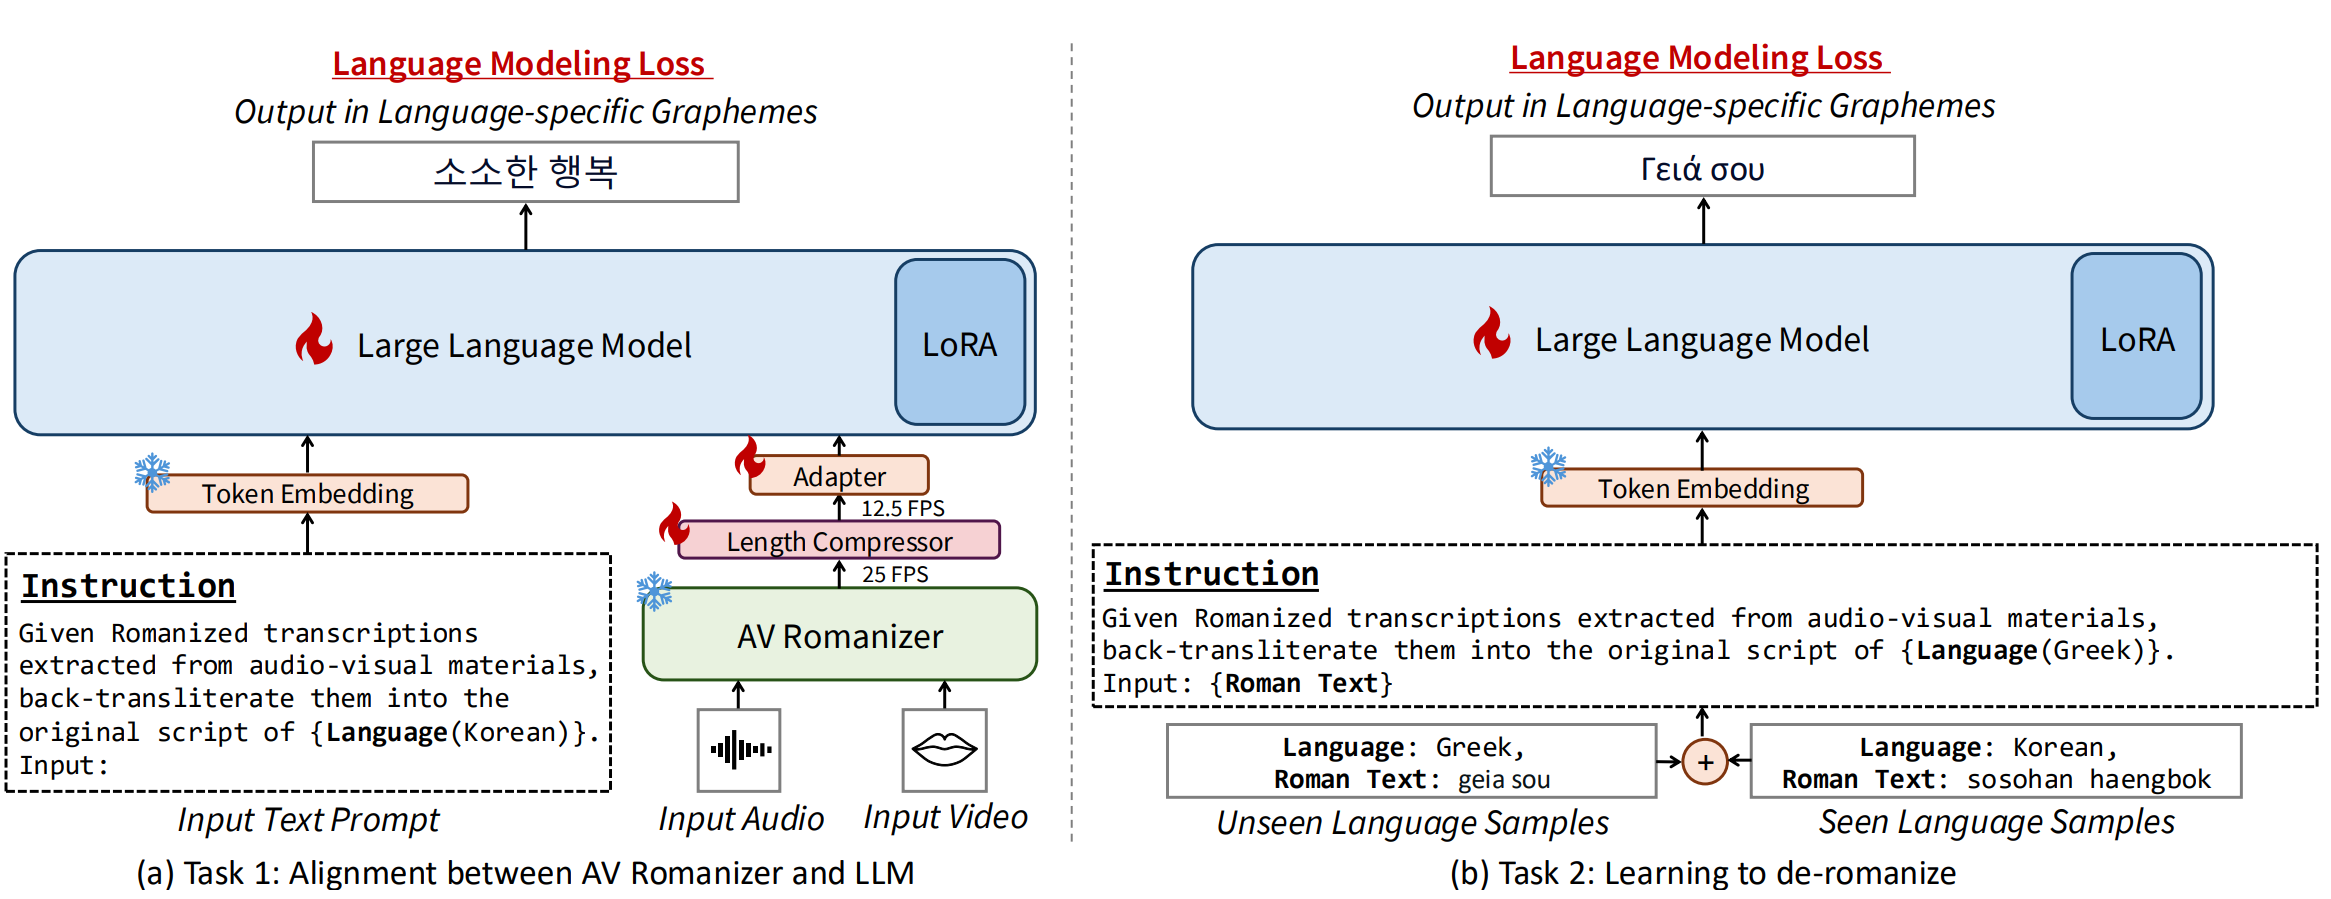 Language Modeling Loss
Output in Language-specific Graphemes
소소한 행복
Large Language Model
LoRA
Token Embedding
Adapter
12.5 FPS
Length Compressor
25 FPS
AV Romanizer
Instruction
Given Romanized transcriptions
extracted from audio-visual materials,
back-transliterate them into the
original script of {Language(Korean)}.
Input:
Input Text Prompt
Input Audio
Input Video
(a) Task 1: Alignment between AV Romanizer and LLM
Language Modeling Loss
Output in Language-specific Graphemes
Γειά σου
Large Language Model
LoRA
Token Embedding
Instruction
Given Romanized transcriptions extracted from audio-visual materials,
back-transliterate them into the original script of {Language(Greek)}.
Input: {Roman Text}
Language: Greek,
Roman Text: geia sou
+
Language: Korean,
Roman Text: sosohan haengbok
Unseen Language Samples
Seen Language Samples
(b) Task 2: Learning to de-romanize